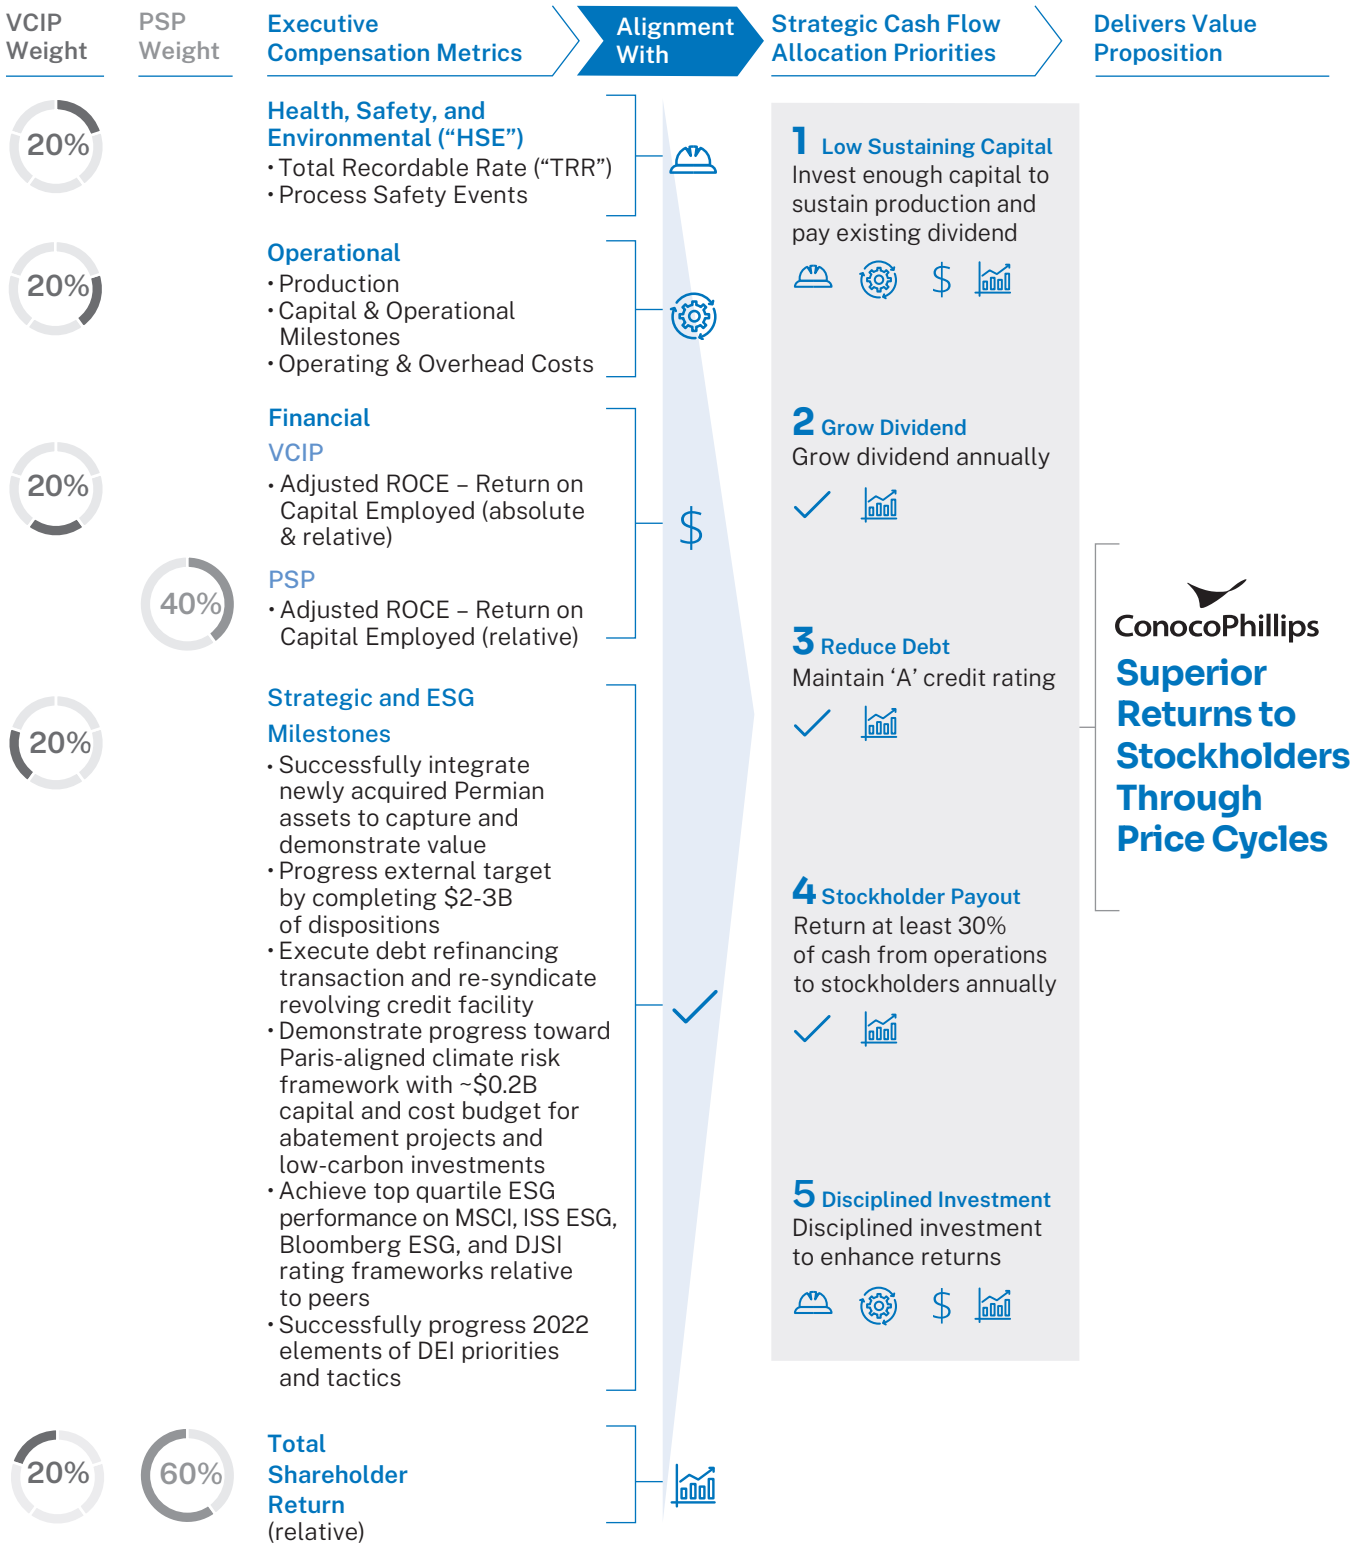 VCIP
Weight
PSP
Weight
Executive
Compensation Metrics
Alignment
With
Strategic Cash Flow
Allocation Priorities
Delivers Value
Proposition
20%
Health, Safety, and
Environmental (“HSE”)
· Total Recordable Rate (“TRR”)
· Process Safety Events
20%
Operational
· Production
· Capital & Operational
Milestones
· Operating & Overhead Costs
20%
Financial
VCIP
· Adjusted ROCE – Return on
Capital Employed (absolute
& relative)
40%
PSP
· Adjusted ROCE – Return on
Capital Employed (relative)
20%
Strategic and ESG
Milestones
· Successfully integrate
newly acquired Permian
assets to capture and
demonstrate value
· Progress external target
by completing $2-3B
of dispositions
· Execute debt refinancing
transaction and re-syndicate
revolving credit facility
· Demonstrate progress toward
Paris-aligned climate risk
framework with ~$0.2B
capital and cost budget for
abatement projects and
low-carbon investments
· Achieve top quartile ESG
performance on MSCI, ISS ESG,
Bloomberg ESG, and DJSI
rating frameworks relative
to peers
· Successfully progress 2022
elements of DEI priorities
and tactics
20%
60%
Total
Shareholder
Return
(relative)
$
1 Low Sustaining Capital
Invest enough capital to
sustain production and
pay existing dividend
$
2 Grow Dividend
Grow dividend annually
3 Reduce Debt
Maintain ‘A’ credit rating
4 Stockholder Payout
Return at least 30%
of cash from operations
to stockholders annually
5 Disciplined Investment
Disciplined investment
to enhance returns
$
ConocoPhillips
Superior
Returns to
Stockholders
Through
Price Cycles